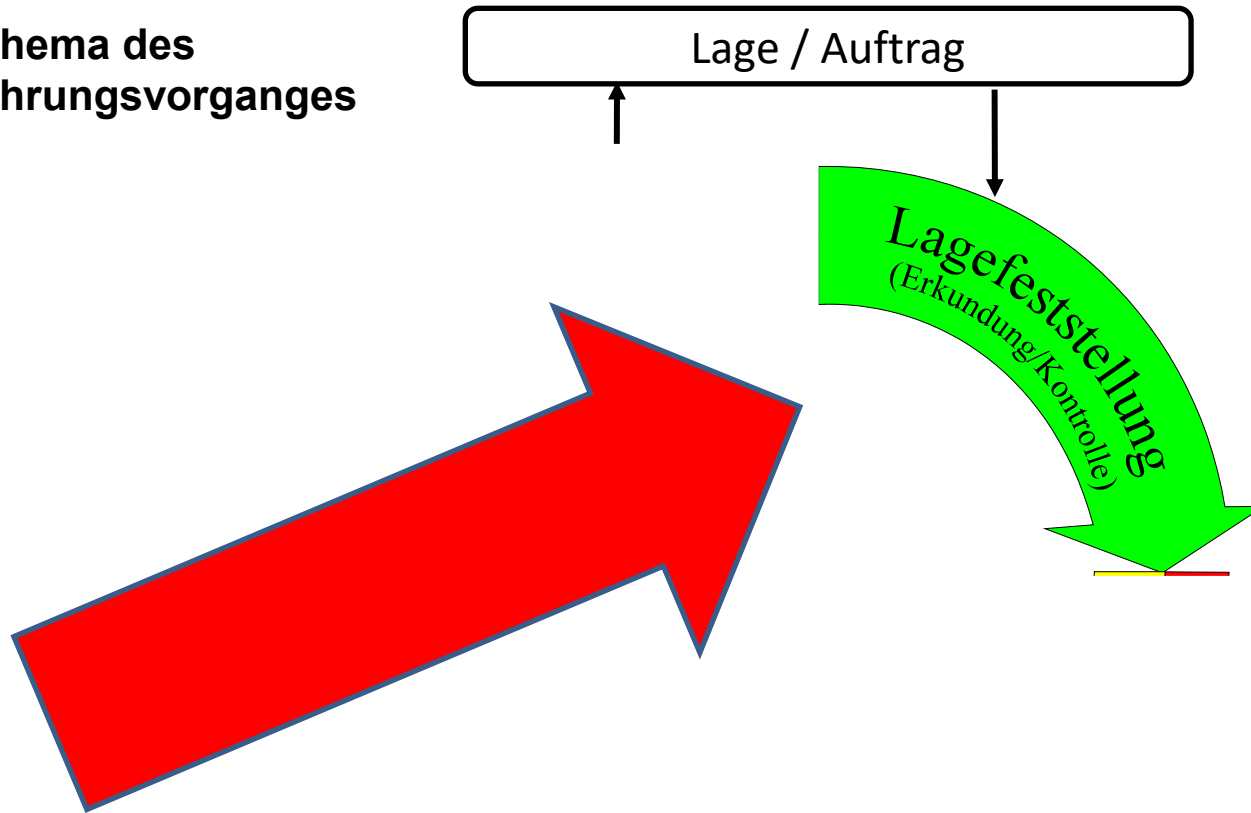 hema des
hrungsvorganges
Lage / Auftrag
Lagefeststellung
(Erkundung/Kontrolle)